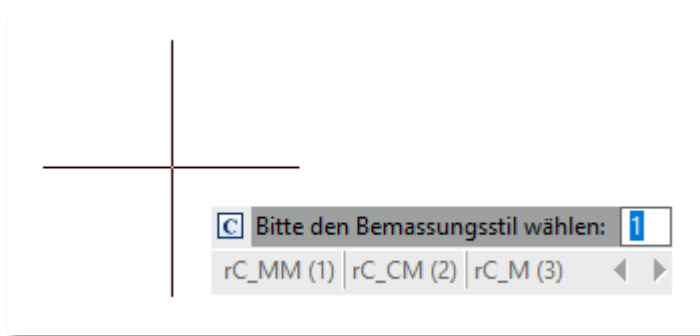 C Bitte den Bemassungsstil wählen: 1
rC_MM (1) rC_CM (2) rC_M (3)